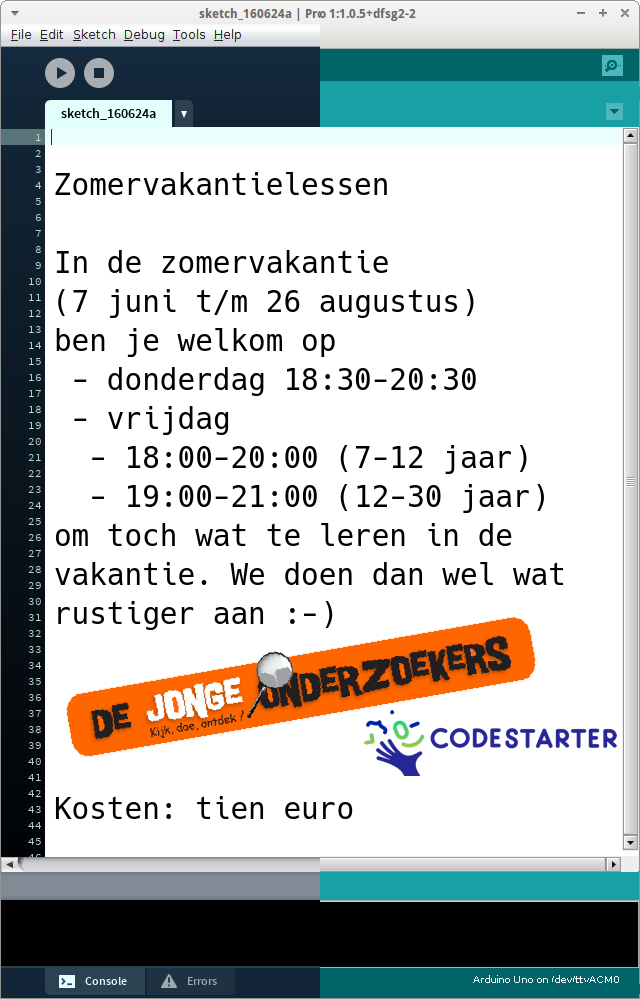 sketch_160624a | Pro 1:1.0.5+dfsg2-2
File Edit Sketch Debug Tools Help
sketch_160624a
1
2
3
4
5
6
7
8
9
10
11
12
13
14
15
16
17
18
19
20
21
22
23
24
25
26
27
28
29
30
31
32
33
34
35
36
37
38
39
40
41
42
43
44
45
46
Zomervakantielessen
In de zomervakantie
(7 juni t/m 26 augustus)
ben je welkom op
- donderdag 18:30-20:30
- vrijdag
- 18:00-20:00 (7-12 jaar)
- 19:00-21:00 (12-30 jaar)
om toch wat te leren in de
vakantie. We doen dan wel wat
rustiger aan :-)
DE JONGE ONDERZOEKERS
Kijk, doe, ontdek !
CODESTARTER
Kosten: tien euro
Console Errors
Arduino Uno on /dev/ttyACM0